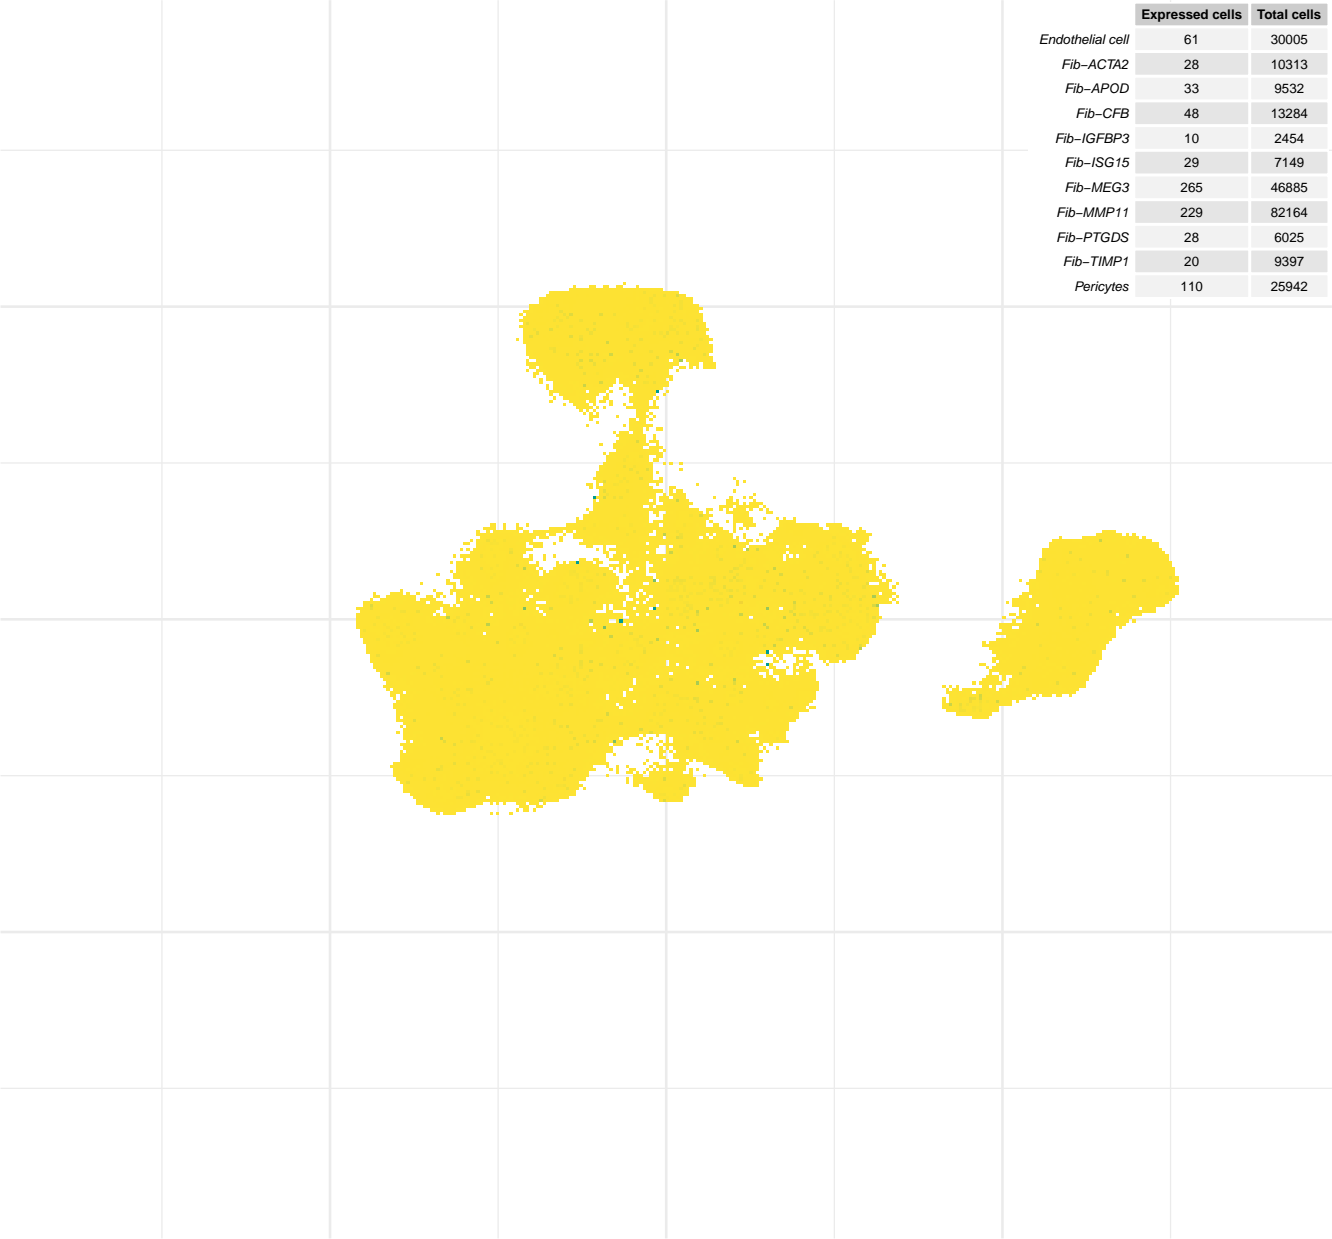 Expressed cells Total cells
Endothelial cell 61 30005
Fib−ACTA2 28 10313
Fib−APOD 33 9532
Fib−CFB 48 13284
Fib−IGFBP3 10 2454
Fib−ISG15 29 7149
Fib−MEG3 265 46885
Fib−MMP11 229 82164
Fib−PTGDS 28 6025
Fib−TIMP1 20 9397
Pericytes 110 25942